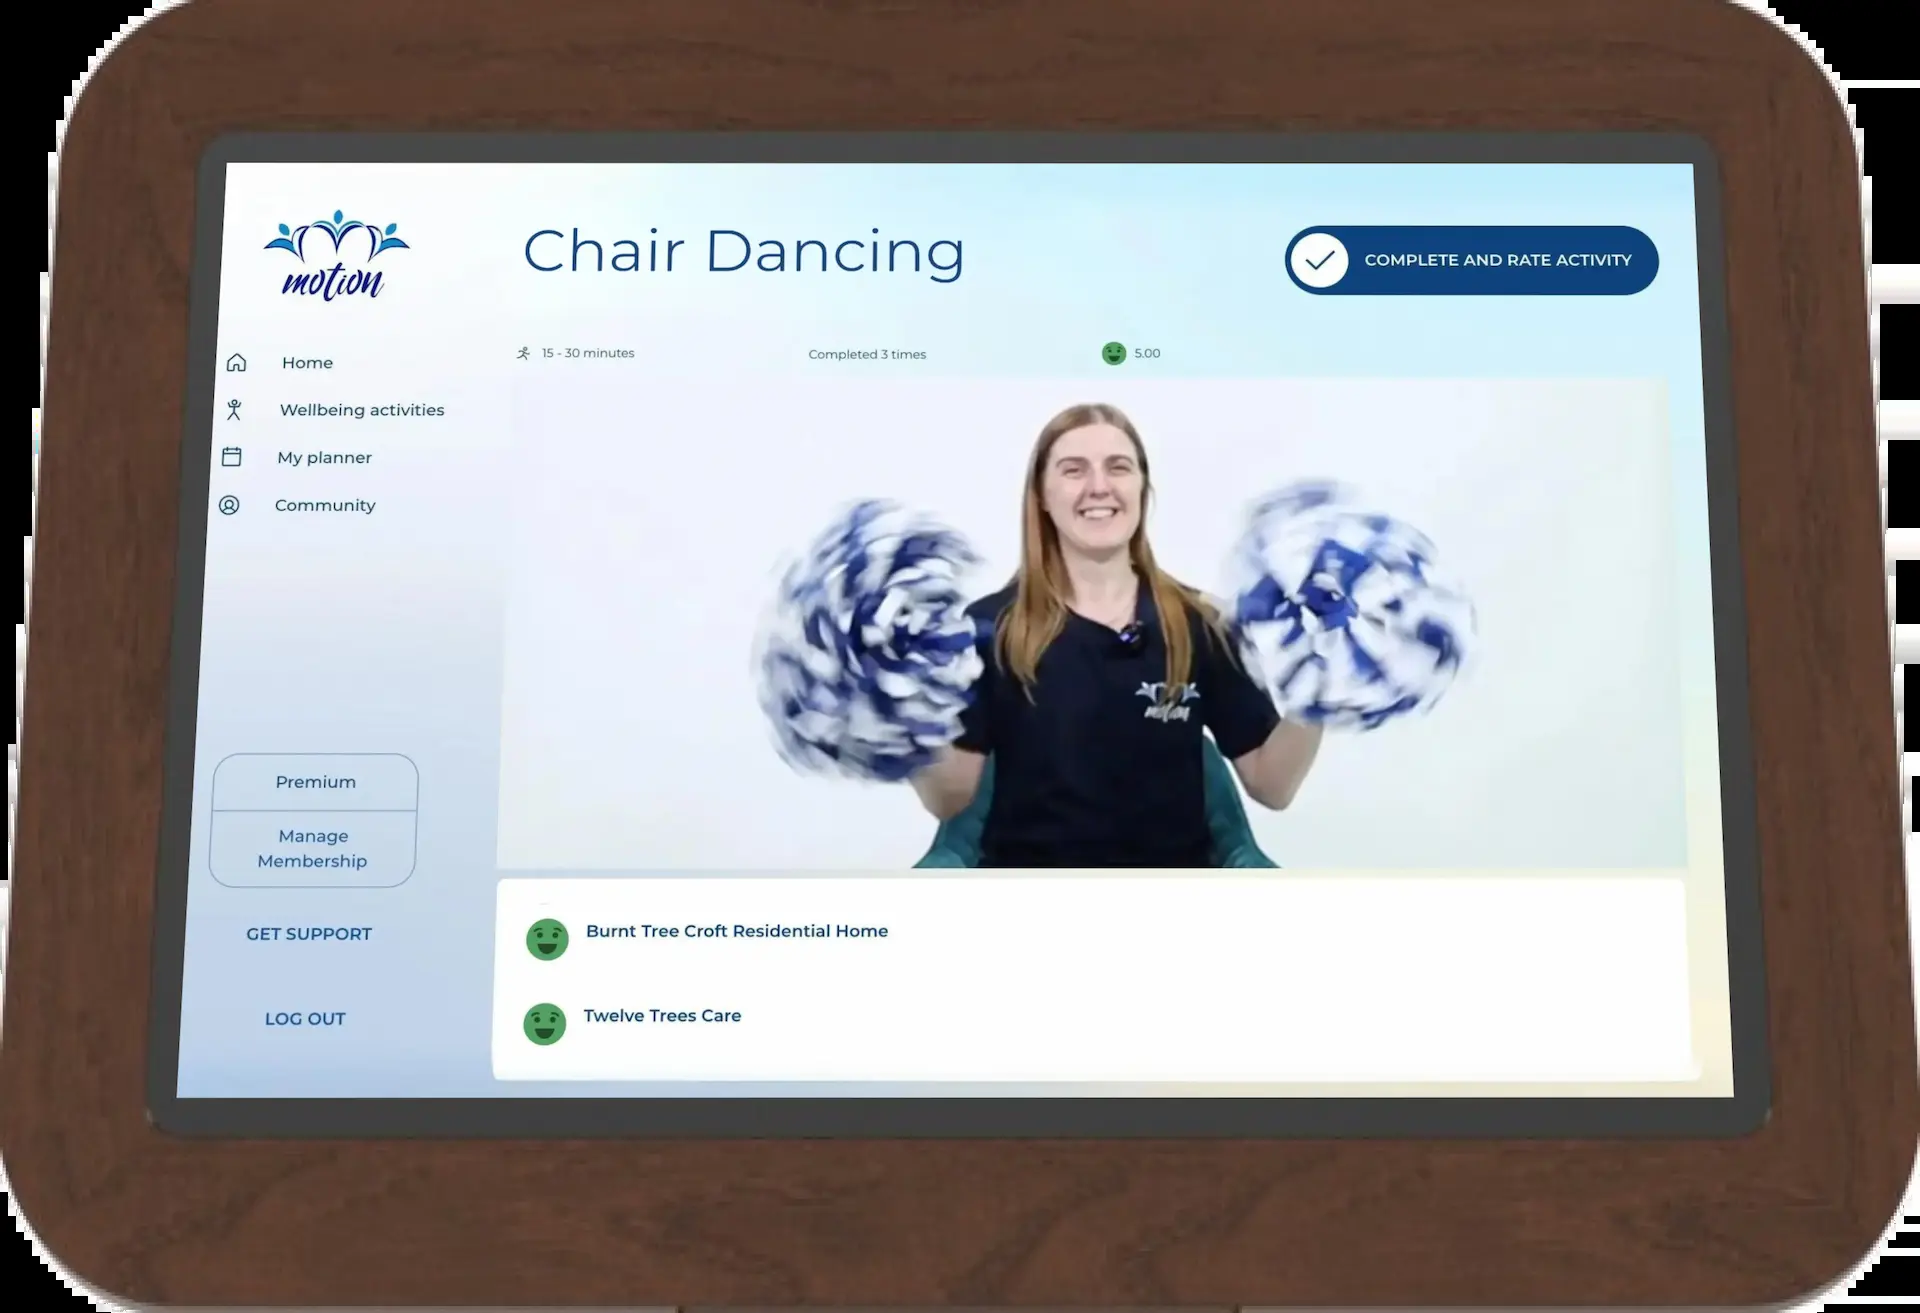 motion
Chair Dancing
COMPLETE AND RATE ACTIVITY
15 - 30 minutes
Completed 3 times
5.00
Home
Wellbeing activities
My planner
Community
motion
Premium
Manage
Membership
GET SUPPORT
LOG OUT
Burnt Tree Croft Residential Home
Twelve Trees Care